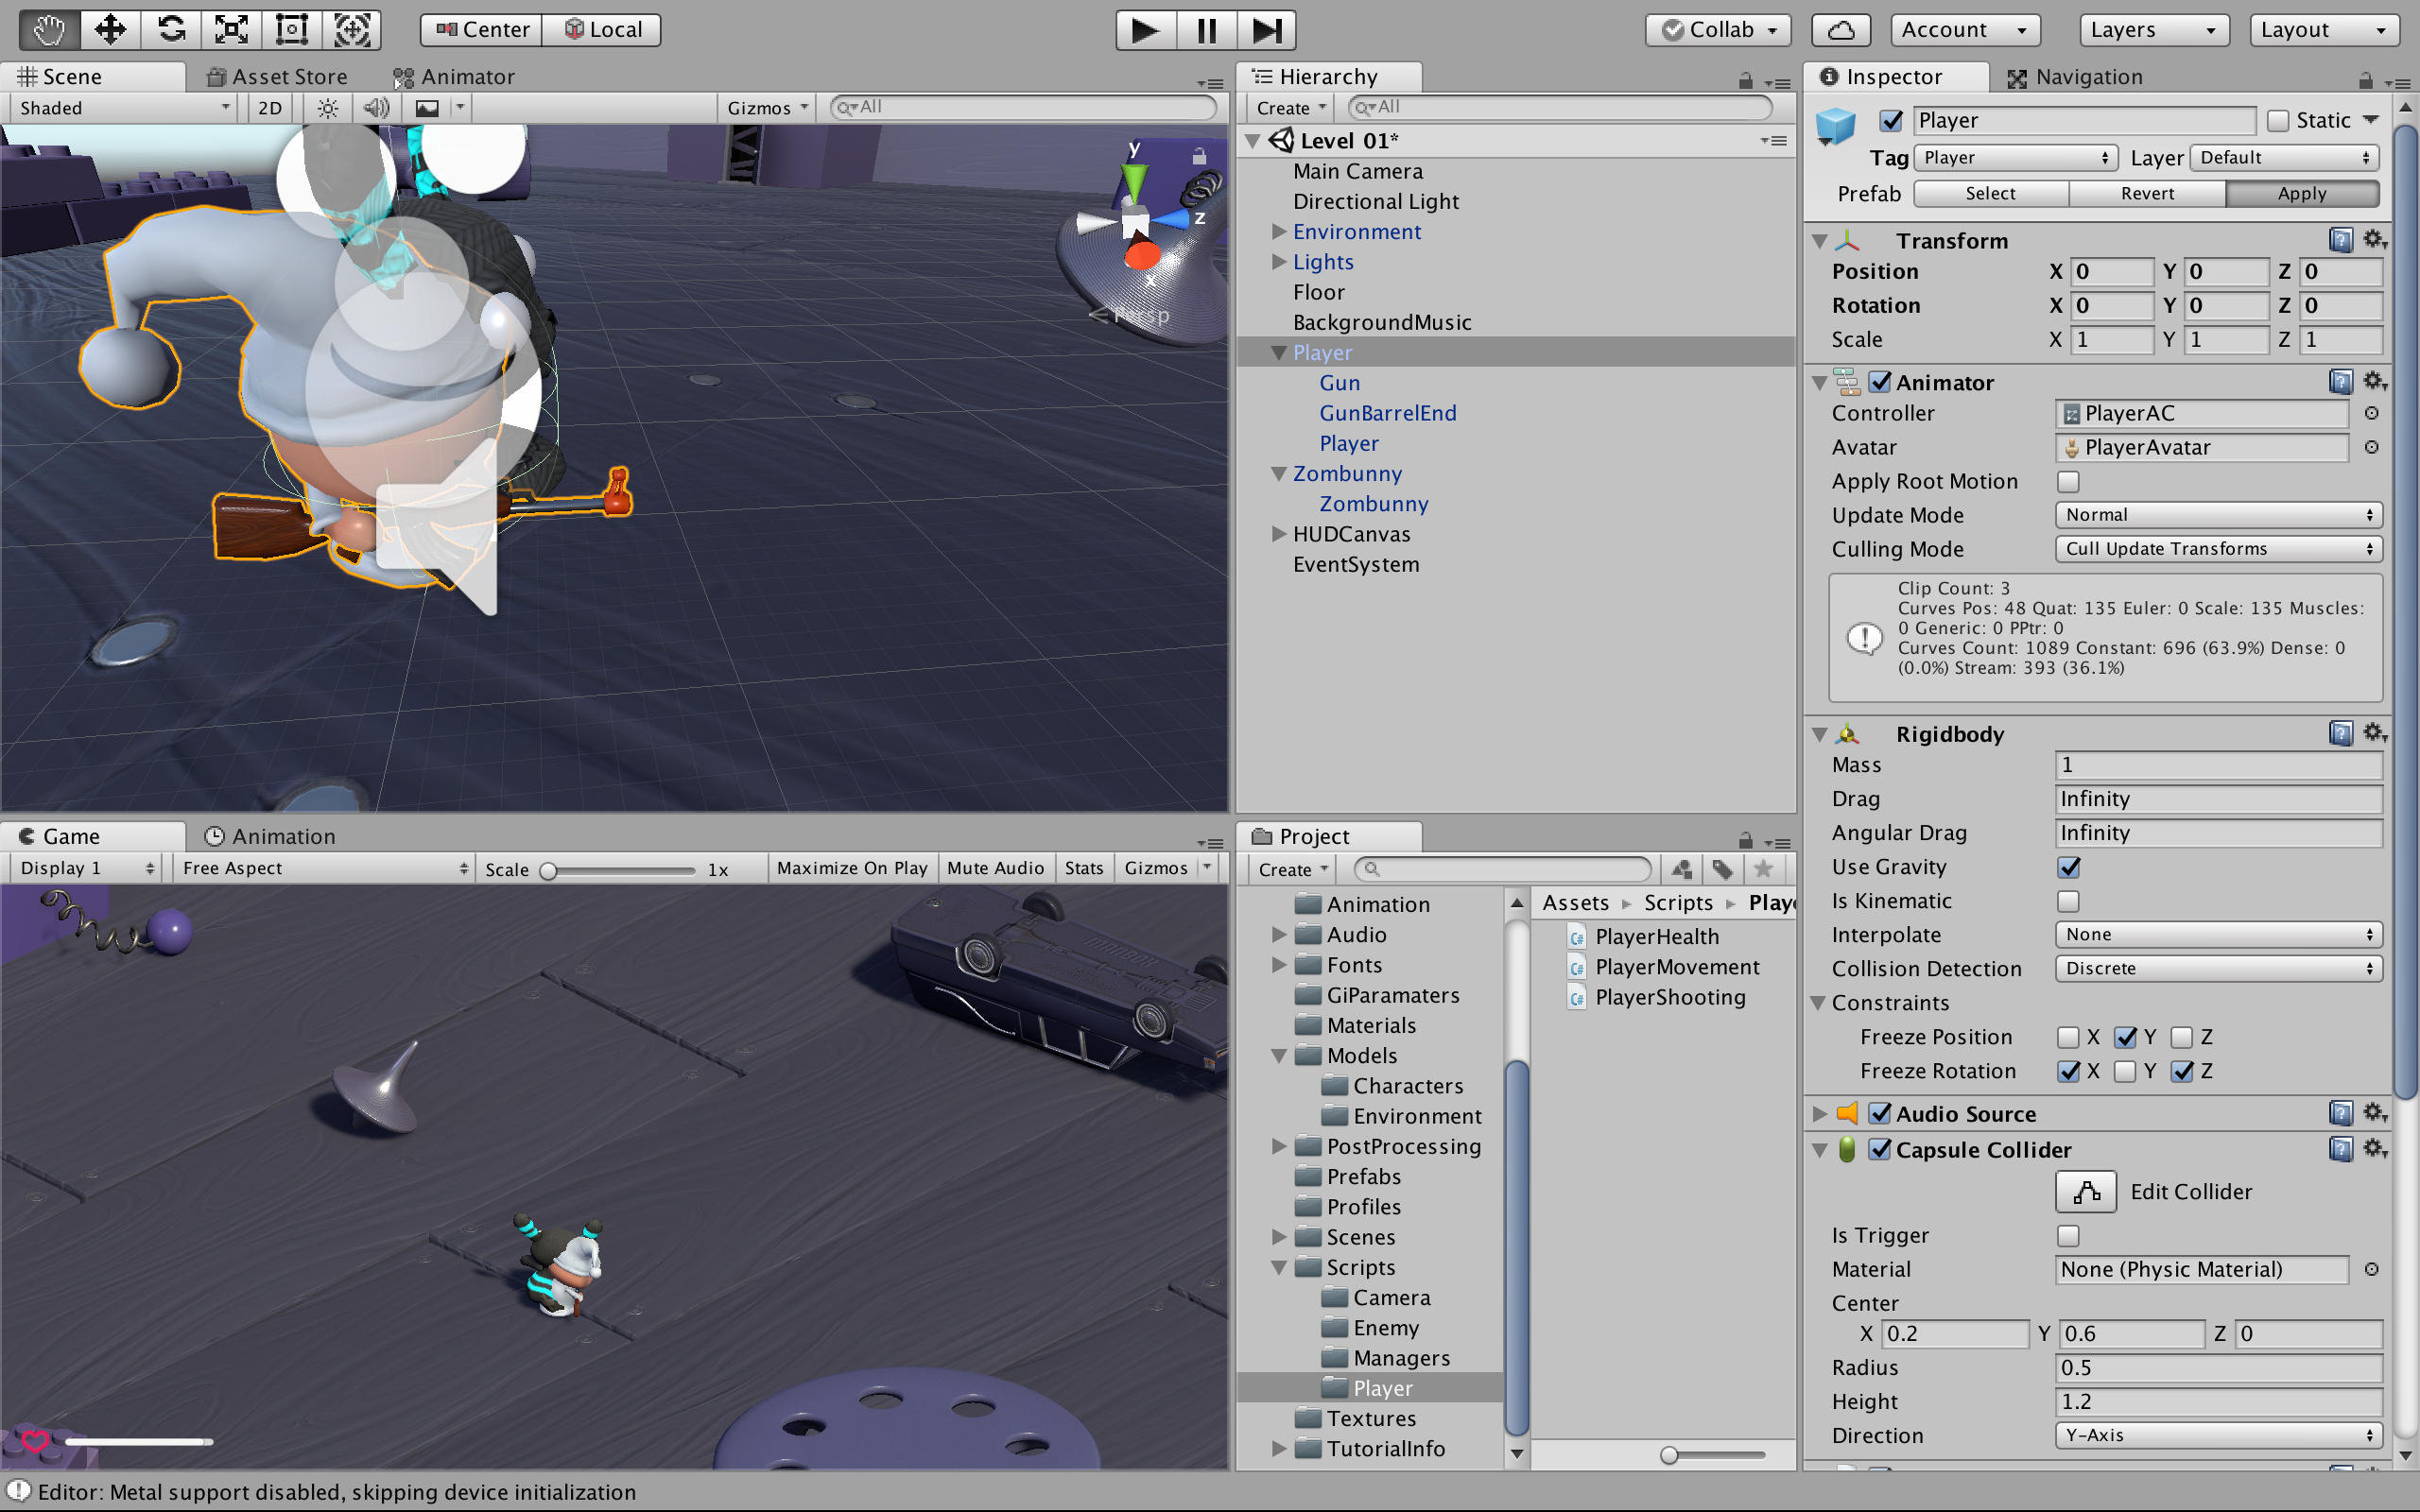 Center Local Collab Account Layers Layout
Scene Asset Store Animator
Shaded 2D Gizmos All
y
z
x
Persp
Hierarchy
Create All
Level 01*
Main Camera
Directional Light
Environment
Lights
Floor
BackgroundMusic
Player
Gun
GunBarrelEnd
Player
Zombunny
Zombunny
HUDCanvas
EventSystem
Game Animation
Display 1 Free Aspect Scale 1x Maximize On Play Mute Audio Stats Gizmos
Project
Create
Animation
Audio
Fonts
GiParamaters
Materials
Models
Characters
Environment
PostProcessing
Prefabs
Profiles
Scenes
Scripts
Camera
Enemy
Managers
Player
Textures
TutorialInfo
Assets Scripts Playe
PlayerHealth
PlayerMovement
PlayerShooting
Inspector Navigation
Player Static
Tag Player Layer Default
Prefab Select Revert Apply
Transform
Position X 0 Y 0 Z 0
Rotation X 0 Y 0 Z 0
Scale X 1 Y 1 Z 1
Animator
Controller PlayerAC
Avatar PlayerAvatar
Apply Root Motion
Update Mode Normal
Culling Mode Cull Update Transforms
Clip Count: 3
Curves Pos: 48 Quat: 135 Euler: 0 Scale: 135 Muscles:
0 Generic: 0 PPtr: 0
Curves Count: 1089 Constant: 696 (63.9%) Dense: 0
(0.0%) Stream: 393 (36.1%)
Rigidbody
Mass 1
Drag Infinity
Angular Drag Infinity
Use Gravity
Is Kinematic
Interpolate None
Collision Detection Discrete
Constraints
Freeze Position X Y Z
Freeze Rotation X Y Z
Audio Source
Capsule Collider
Edit Collider
Is Trigger
Material None (Physic Material)
Center
X 0.2 Y 0.6 Z 0
Radius 0.5
Height 1.2
Direction Y-Axis
Editor: Metal support disabled, skipping device initialization